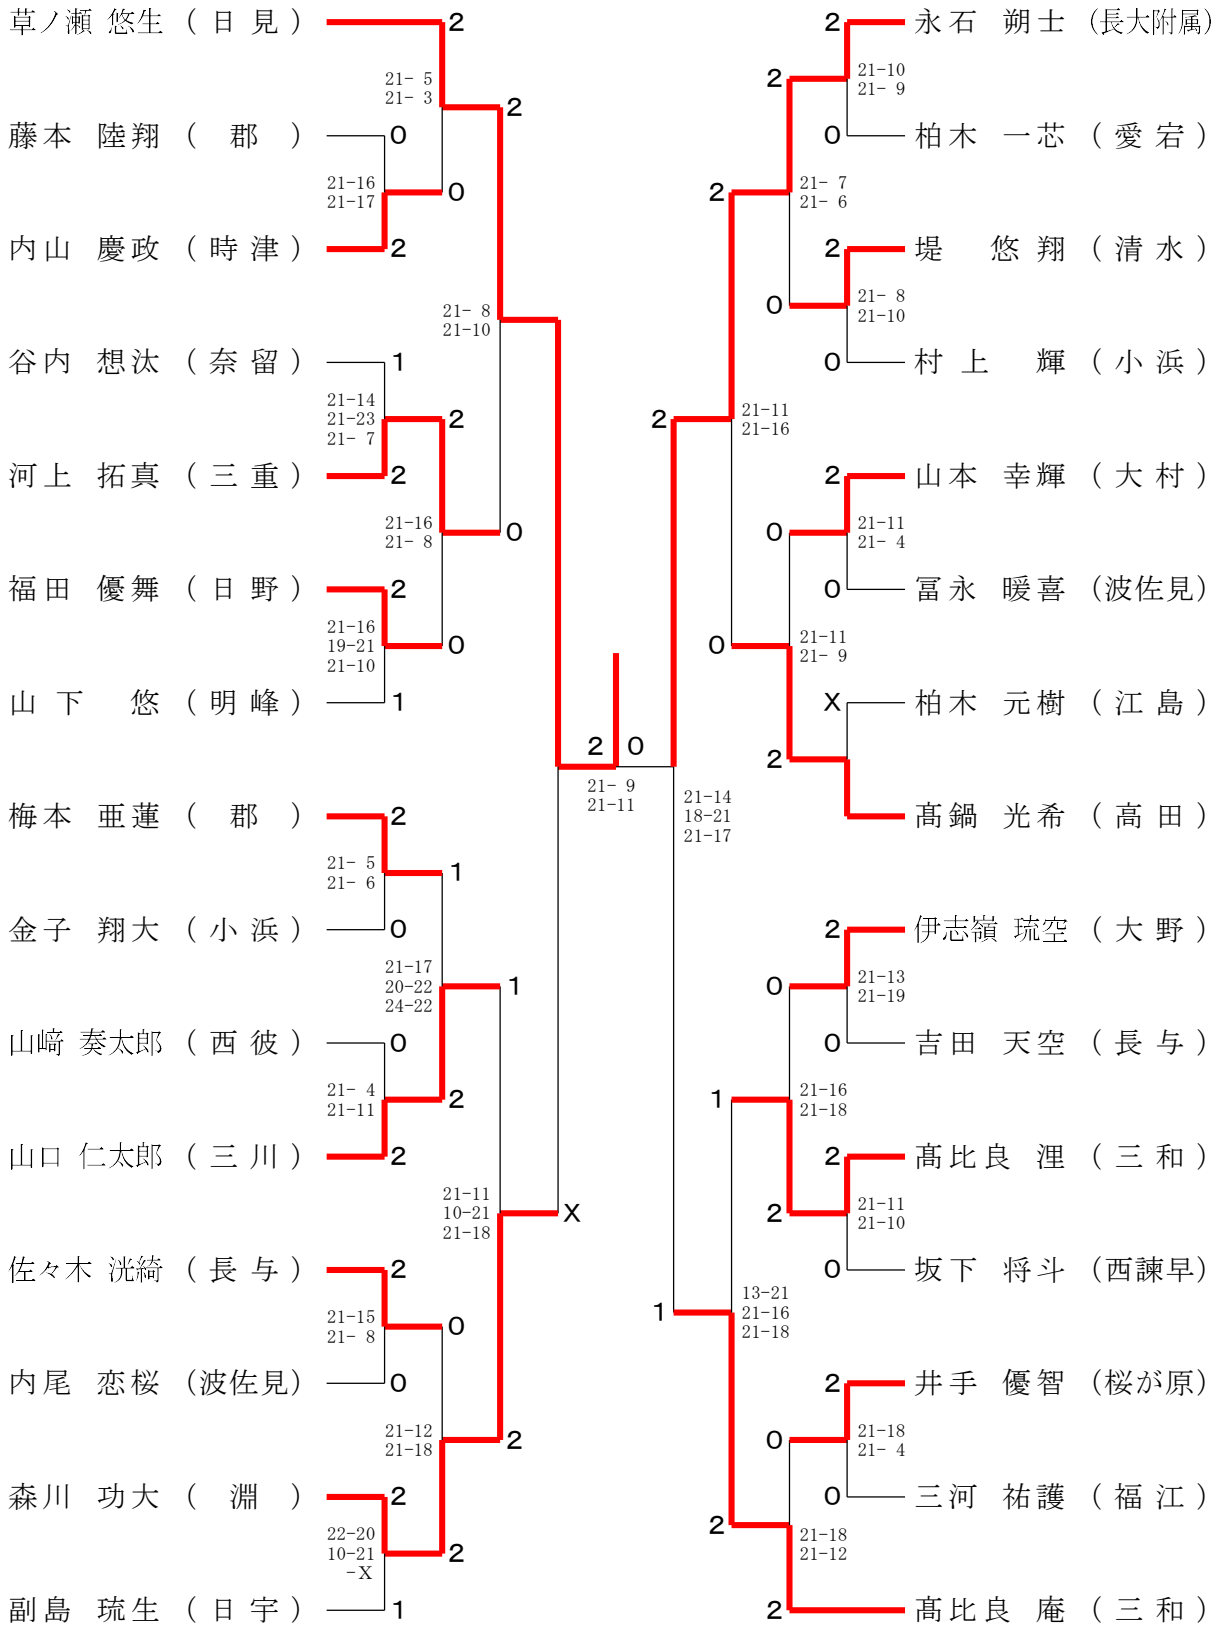 草ノ瀬 悠生 ( 日 見 ) 2
21- 5
21- 3
2
藤本 陸翔 ( 郡 ) 0
21-16
21-17
0
内山 慶政 ( 時 津 ) 2
21- 8
21-10
谷内 想汰 ( 奈 留 ) 1
21-14
21-23
21- 7
2
河上 拓真 ( 三 重 ) 2
21-16
21- 8
0
福田 優舞 ( 日 野 ) 2
21-16
19-21
21-10
0
山下 悠 ( 明 峰 ) 1
2 0
21- 9
21-11
梅本 亜蓮 ( 郡 ) 2
21- 5
21- 6
1
金子 翔大 ( 小 浜 ) 0
21-17
20-22
24-22
1
山﨑 奏太郎 ( 西 彼 ) 0
21- 4
21-11
2
山口 仁太郎 ( 三 川 ) 2
21-11
10-21
21-18
X
佐々木 洸綺 ( 長 与 ) 2
21-15
21- 8
0
内尾 恋桜 (波佐見) 0
21-12
21-18
2
森川 功大 ( 淵 ) 2
22-20
10-21
-X
2
副島 琉生 ( 日 宇 ) 1
2 永石 朔士 (長大附属)
2
21-10
21- 9
0 柏木 一芯 ( 愛 宕 )
2
21- 7
21- 6
2 堤 悠翔 ( 清 水 )
0
21- 8
21-10
0 村上 輝 ( 小 浜 )
2
21-11
21-16
2 山本 幸輝 ( 大 村 )
0
21-11
21- 4
0 冨永 暖喜 (波佐見)
0
21-11
21- 9
X 柏木 元樹 ( 江 島 )
2
21-14
18-21
21-17
髙鍋 光希 ( 高 田 )
2 伊志嶺 琉空 ( 大 野 )
0
21-13
21-19
0 吉田 天空 ( 長 与 )
1
21-16
21-18
2 髙比良 浬 ( 三 和 )
2
21-11
21-10
0 坂下 将斗 (西諫早)
1
13-21
21-16
21-18
2 井手 優智 (桜が原)
0
21-18
21- 4
0 三河 祐護 ( 福 江 )
2
21-18
21-12
2 髙比良 庵 ( 三 和 )